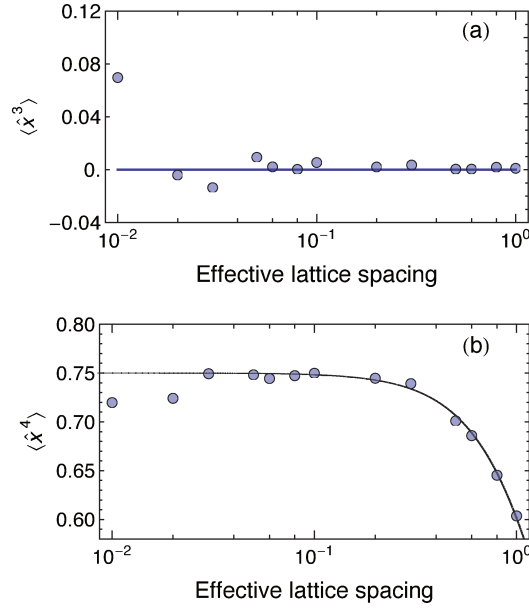 (a)
0.12
0.08
0.04
0.
−0.04
⟨x̂³⟩
10⁻² 10⁻¹ 10⁰
Effective lattice spacing
(b)
0.80
0.75
0.70
0.65
0.60
⟨x̂⁴⟩
10⁻² 10⁻¹ 10⁰
Effective lattice spacing